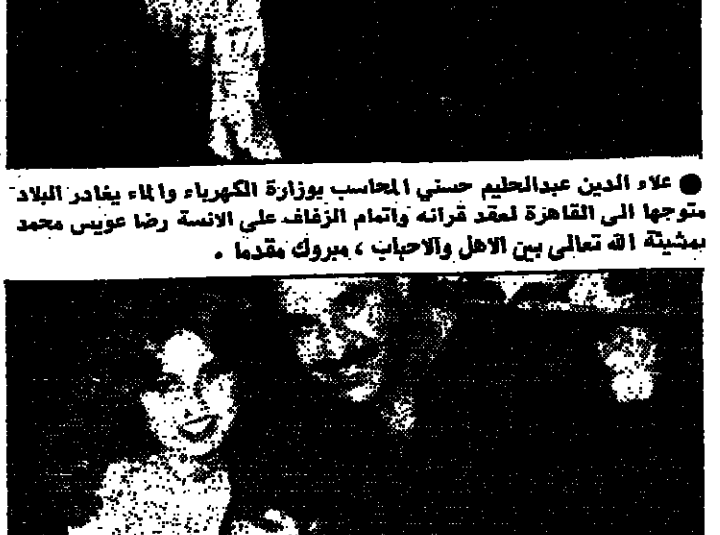 ● علاء الدين عبدالحليم حسني المحاسب بوزارة الكهرباء والماء يغادر البلاد
متوجها الى القاهرة لعقد قرانه واتمام الزفاف على الانسة رضا عويس محمد
بمشيئة الله تعالى بين الاهل والاحباب ، مبروك مقدما .